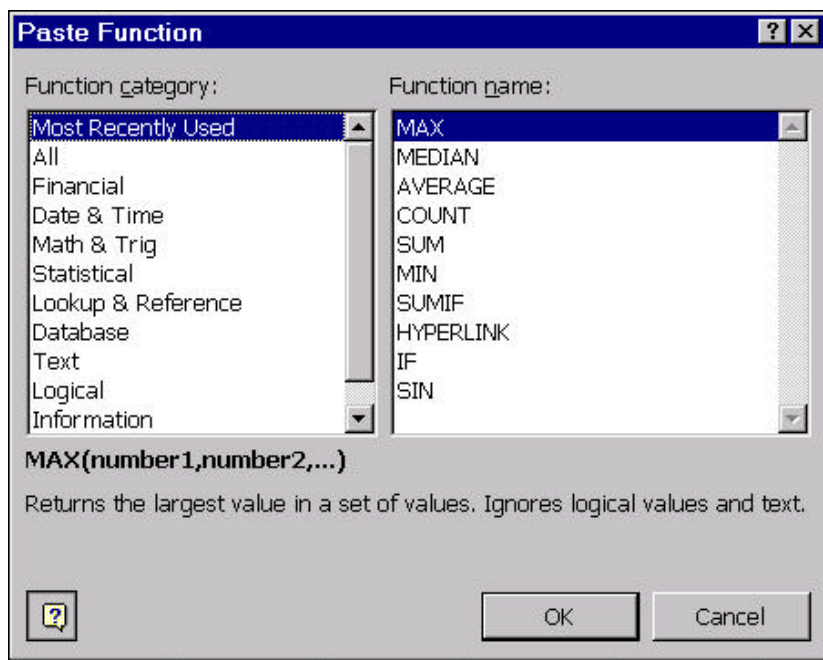 Paste Function
Function category:
Most Recently Used
All
Financial
Date & Time
Math & Trig
Statistical
Lookup & Reference
Database
Text
Logical
Information
Function name:
MAX
MEDIAN
AVERAGE
COUNT
SUM
MIN
SUMIF
HYPERLINK
IF
SIN
MAX(number1,number2,...)
Returns the largest value in a set of values. Ignores logical values and text.
OK
Cancel